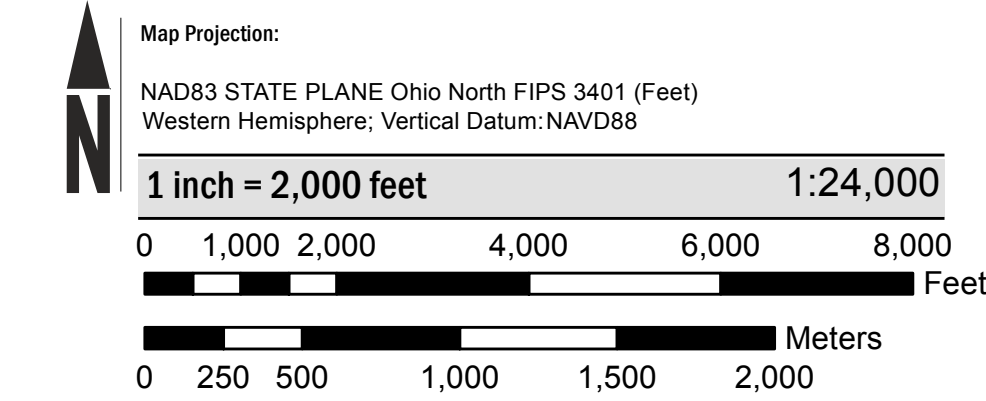 N
Map Projection:
NAD83 STATE PLANE Ohio North FIPS 3401 (Feet)
Western Hemisphere; Vertical Datum: NAVD88
1 inch = 2,000 feet 1:24,000
0 1,000 2,000 4,000 6,000 8,000
Feet
Meters
0 250 500 1,000 1,500 2,000